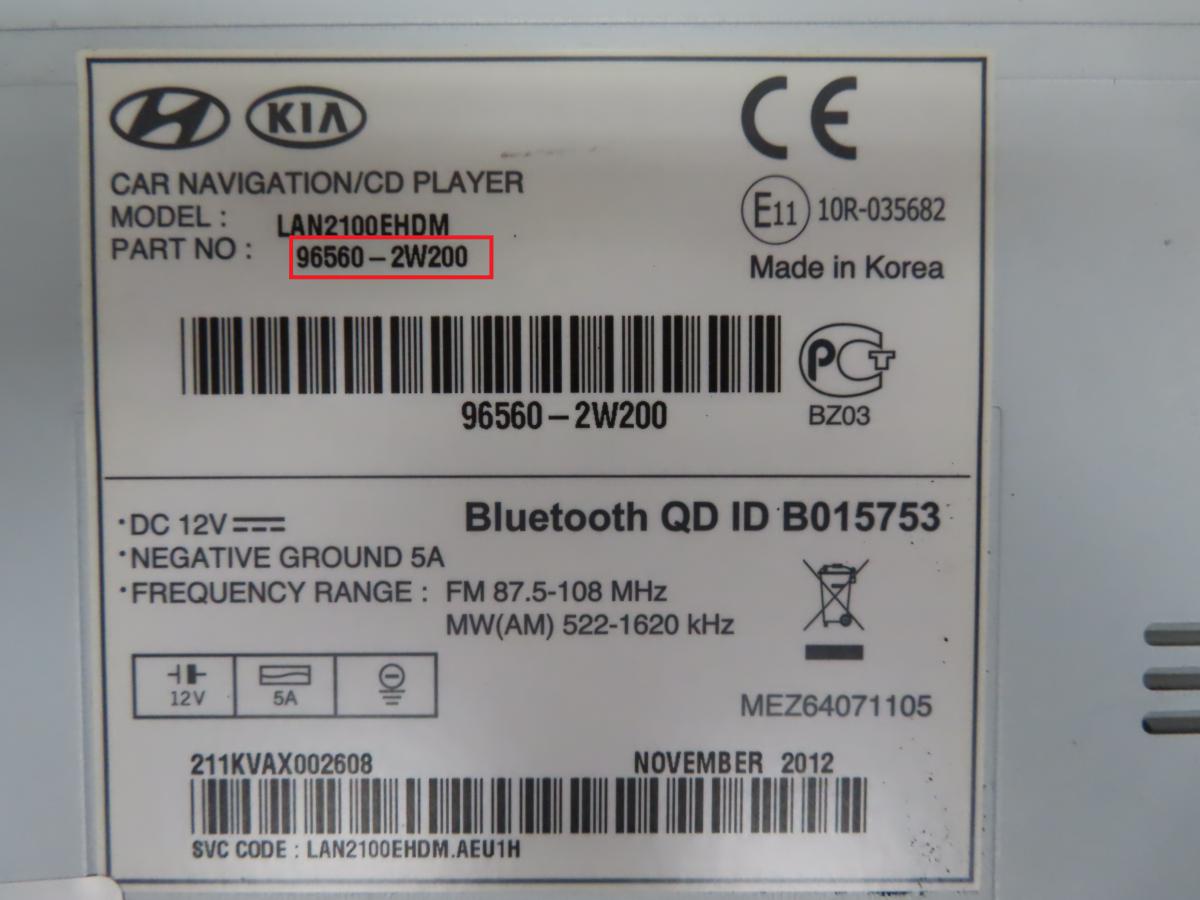 KIA
CE
CAR NAVIGATION/CD PLAYER
MODEL : LAN2100EHDM
PART NO : 96560-2W200
E11 10R-035682
Made in Korea
96560-2W200
PCT
BZ03
·DC 12V
Bluetooth QD ID B015753
·NEGATIVE GROUND 5A
·FREQUENCY RANGE : FM 87.5-108 MHz
MW(AM) 522-1620 kHz
12V 5A
MEZ64071105
211KVAX002608 NOVEMBER 2012
SVC CODE : LAN2100EHDM.AEU1H